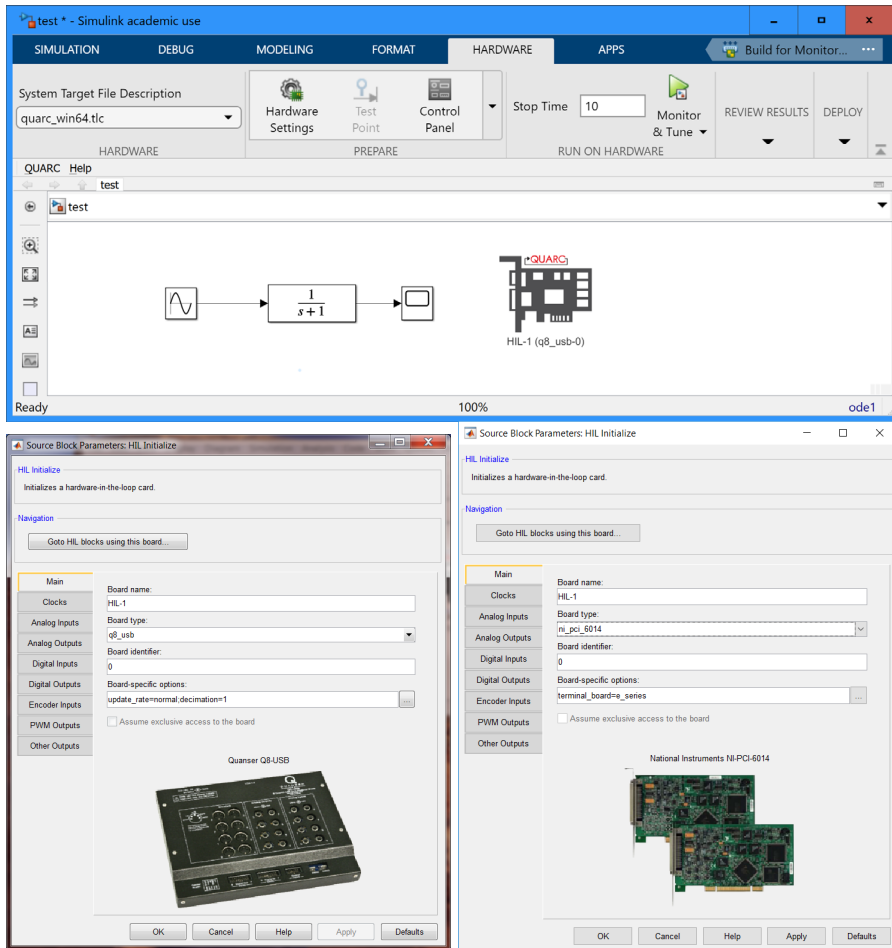 test * - Simulink academic use
SIMULATION DEBUG MODELING FORMAT HARDWARE APPS Build for Monitor... ...
System Target File Description
quarc_win64.tlc
Hardware Settings
Test Point
Control Panel
Stop Time 10
Monitor & Tune
REVIEW RESULTS
DEPLOY
HARDWARE PREPARE RUN ON HARDWARE
QUARC Help
test
test
QUARC
1
s+1
HIL-1 (q8_usb-0)
Ready 100% ode1
Source Block Parameters: HIL Initialize
HIL Initialize
Initializes a hardware-in-the-loop card.
Navigation
Goto HIL blocks using this board...
Main
Clocks
Analog Inputs
Analog Outputs
Digital Inputs
Digital Outputs
Encoder Inputs
PWM Outputs
Other Outputs
Board name:
HIL-1
Board type:
q8_usb
Board identifier:
0
Board-specific options:
update_rate=normal;decimation=1
...
Assume exclusive access to the board
Quanser Q8-USB
OK Cancel Help Apply Defaults
Source Block Parameters: HIL Initialize
HIL Initialize
Initializes a hardware-in-the-loop card.
Navigation
Goto HIL blocks using this board...
Main
Clocks
Analog Inputs
Analog Outputs
Digital Inputs
Digital Outputs
Encoder Inputs
PWM Outputs
Other Outputs
Board name:
HIL-1
Board type:
ni_pci_6014
Board identifier:
0
Board-specific options:
terminal_board=e_series
...
Assume exclusive access to the board
National Instruments NI-PCI-6014
OK Cancel Help Apply Defaults